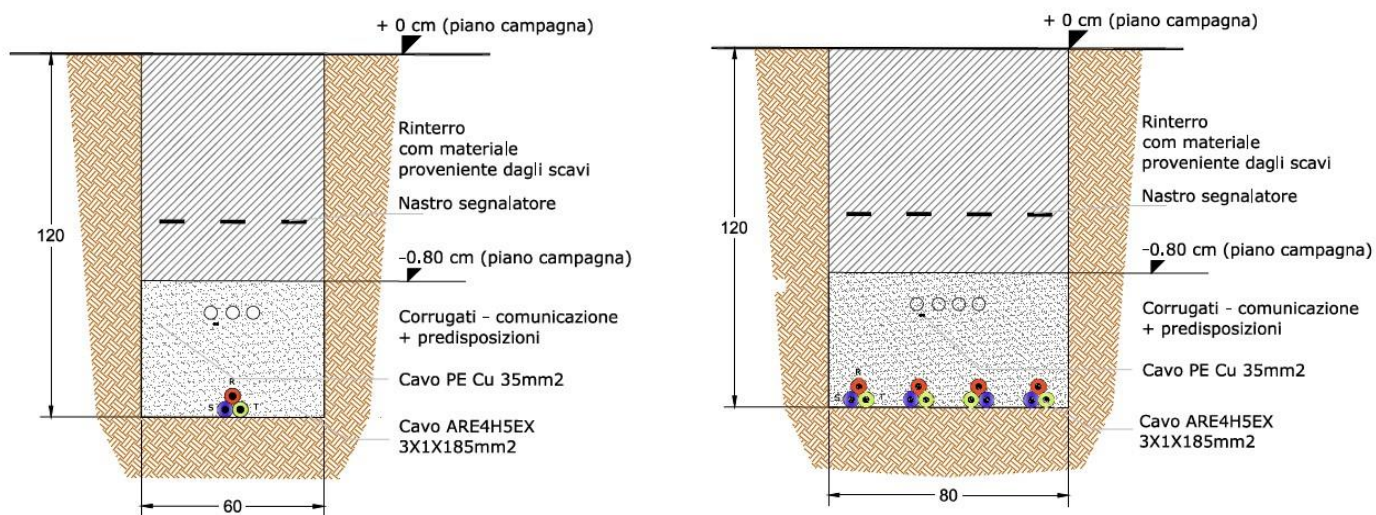 + 0 cm (piano campagna)
Rinterro
com materiale
proveniente dagli scavi
Nastro segnalatore
120
-0.80 cm (piano campagna)
Corrugati - comunicazione
+ predisposizioni
Cavo PE Cu 35mm2
R
S
T
Cavo ARE4H5EX
3X1X185mm2
60
+ 0 cm (piano campagna)
Rinterro
com materiale
proveniente dagli scavi
Nastro segnalatore
120
-0.80 cm (piano campagna)
Corrugati - comunicazione
+ predisposizioni
Cavo PE Cu 35mm2
R
S
T
Cavo ARE4H5EX
3X1X185mm2
80